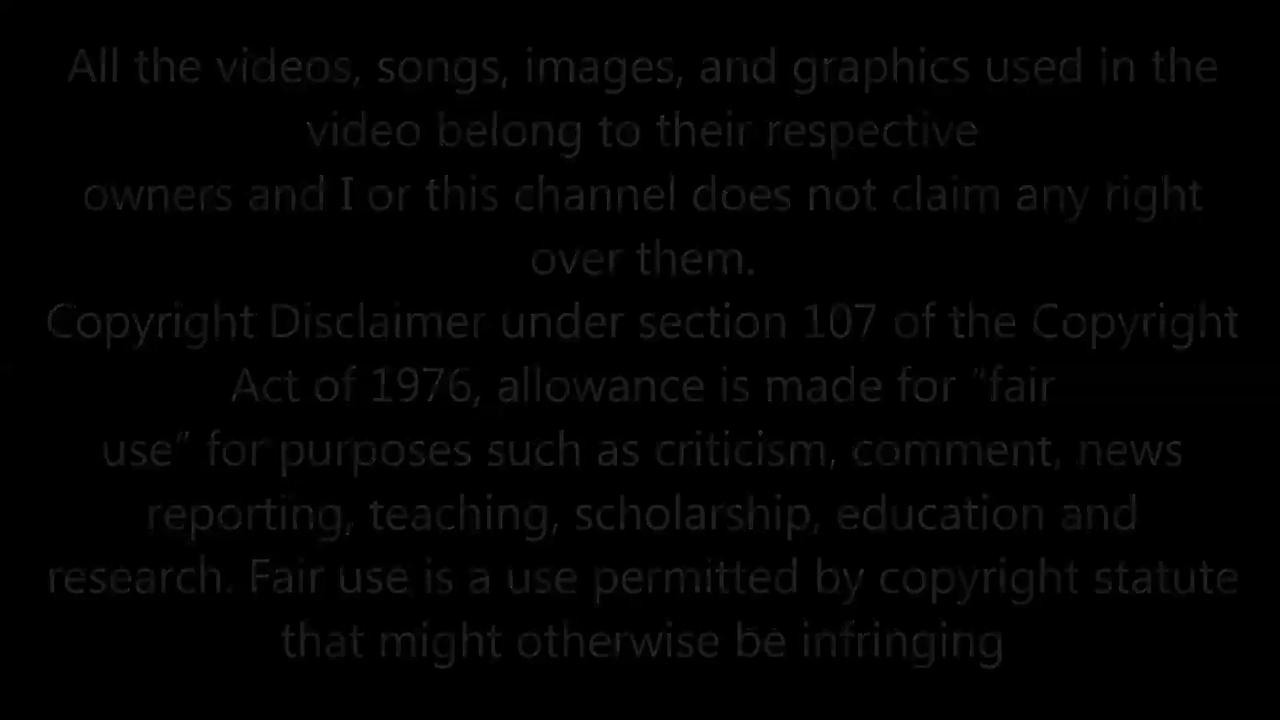 All the videos, songs, images, and graphics used in the
video belong to their respective
owners and I or this channel does not claim any right
over them.
Copyright Disclaimer under section 107 of the Copyright
Act of 1976, allowance is made for “fair
use” for purposes such as criticism, comment, news
reporting, teaching, scholarship, education and
research. Fair use is a use permitted by copyright statute
that might otherwise be infringing